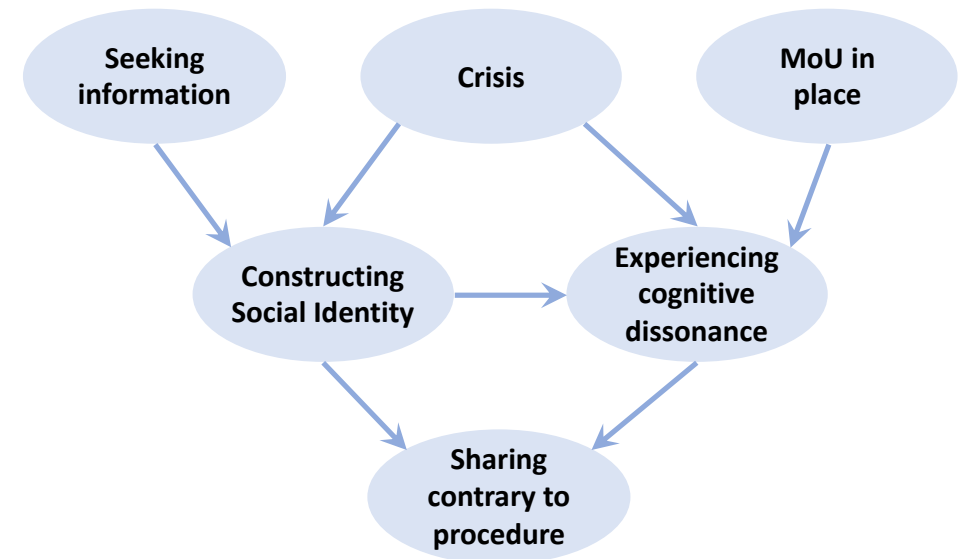 Seeking
information
Crisis
MoU in
place
Constructing
Social Identity
Experiencing
cognitive
dissonance
Sharing
contrary to
procedure